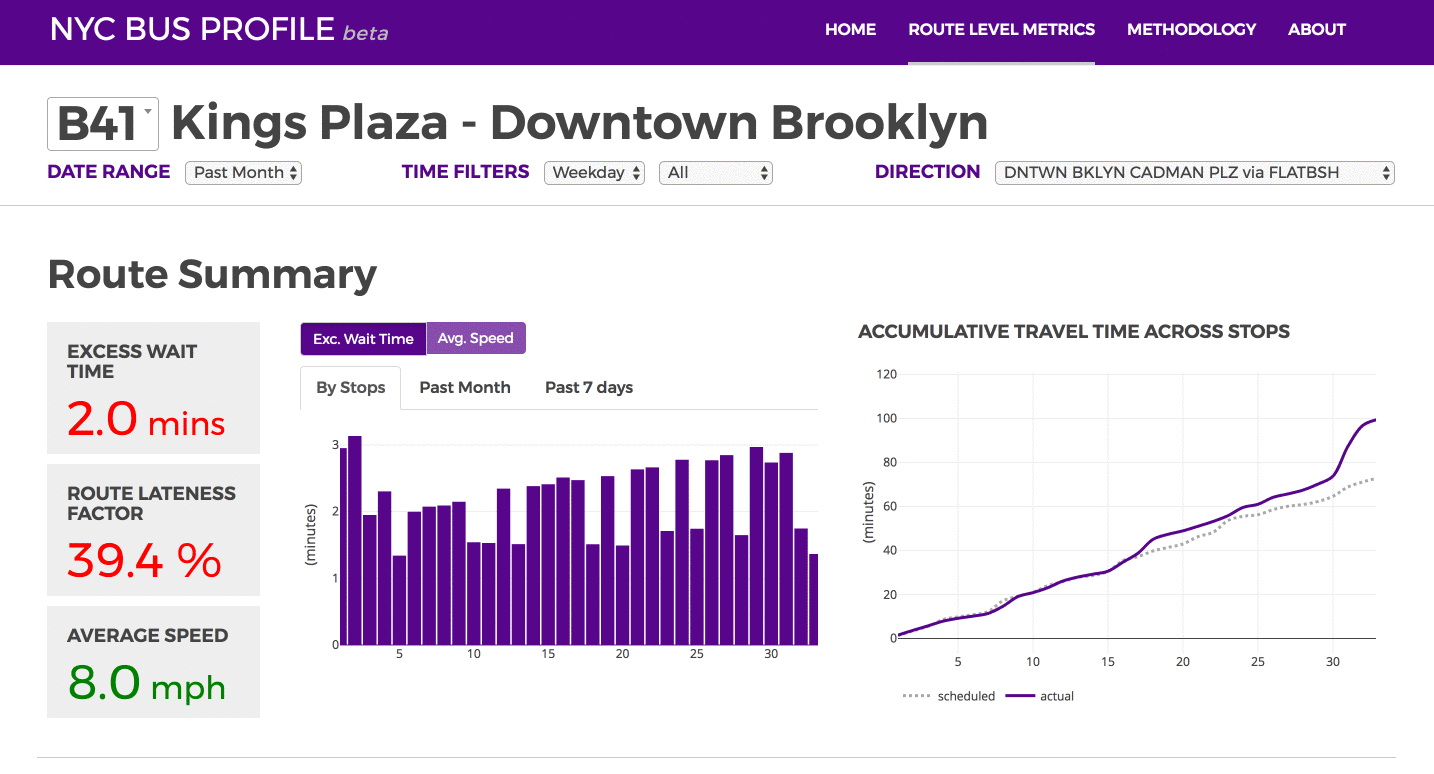 NYC BUS PROFILE beta
HOME ROUTE LEVEL METRICS METHODOLOGY ABOUT
B41 Kings Plaza - Downtown Brooklyn
DATE RANGE Past Month TIME FILTERS Weekday All DIRECTION DNTWN BKLYN CADMAN PLZ via FLATBSH
Route Summary
EXCESS WAIT
TIME
2.0 mins
ROUTE LATENESS
FACTOR
39.4 %
AVERAGE SPEED
8.0 mph
Exc. Wait Time Avg. Speed
By Stops Past Month Past 7 days
(minutes)
3
2
1
0
5 10 15 20 25 30
ACCUMULATIVE TRAVEL TIME ACROSS STOPS
(minutes)
120
100
80
60
40
20
0
5 10 15 20 25 30
scheduled actual